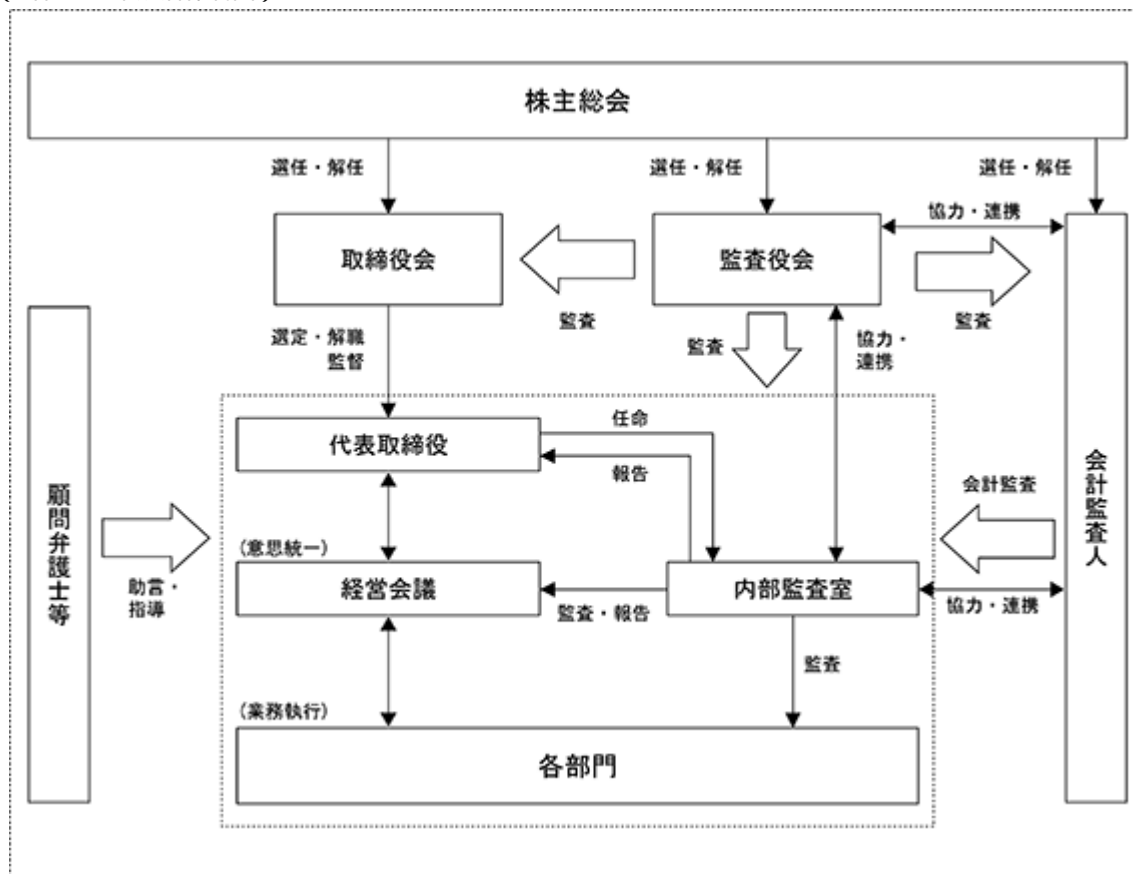 株主総会
選任・解任
選任・解任
選任・解任
協力・連携
取締役会
監査役会
監査
監査
選定・解職
監督
監査
協力・
連携
代表取締役
任命
報告
会計監査人
会計監査
顧問弁護士等
助言・
指導
(意思統一)
経営会議
内部監査室
監査・報告
協力・連携
監査
(業務執行)
各部門